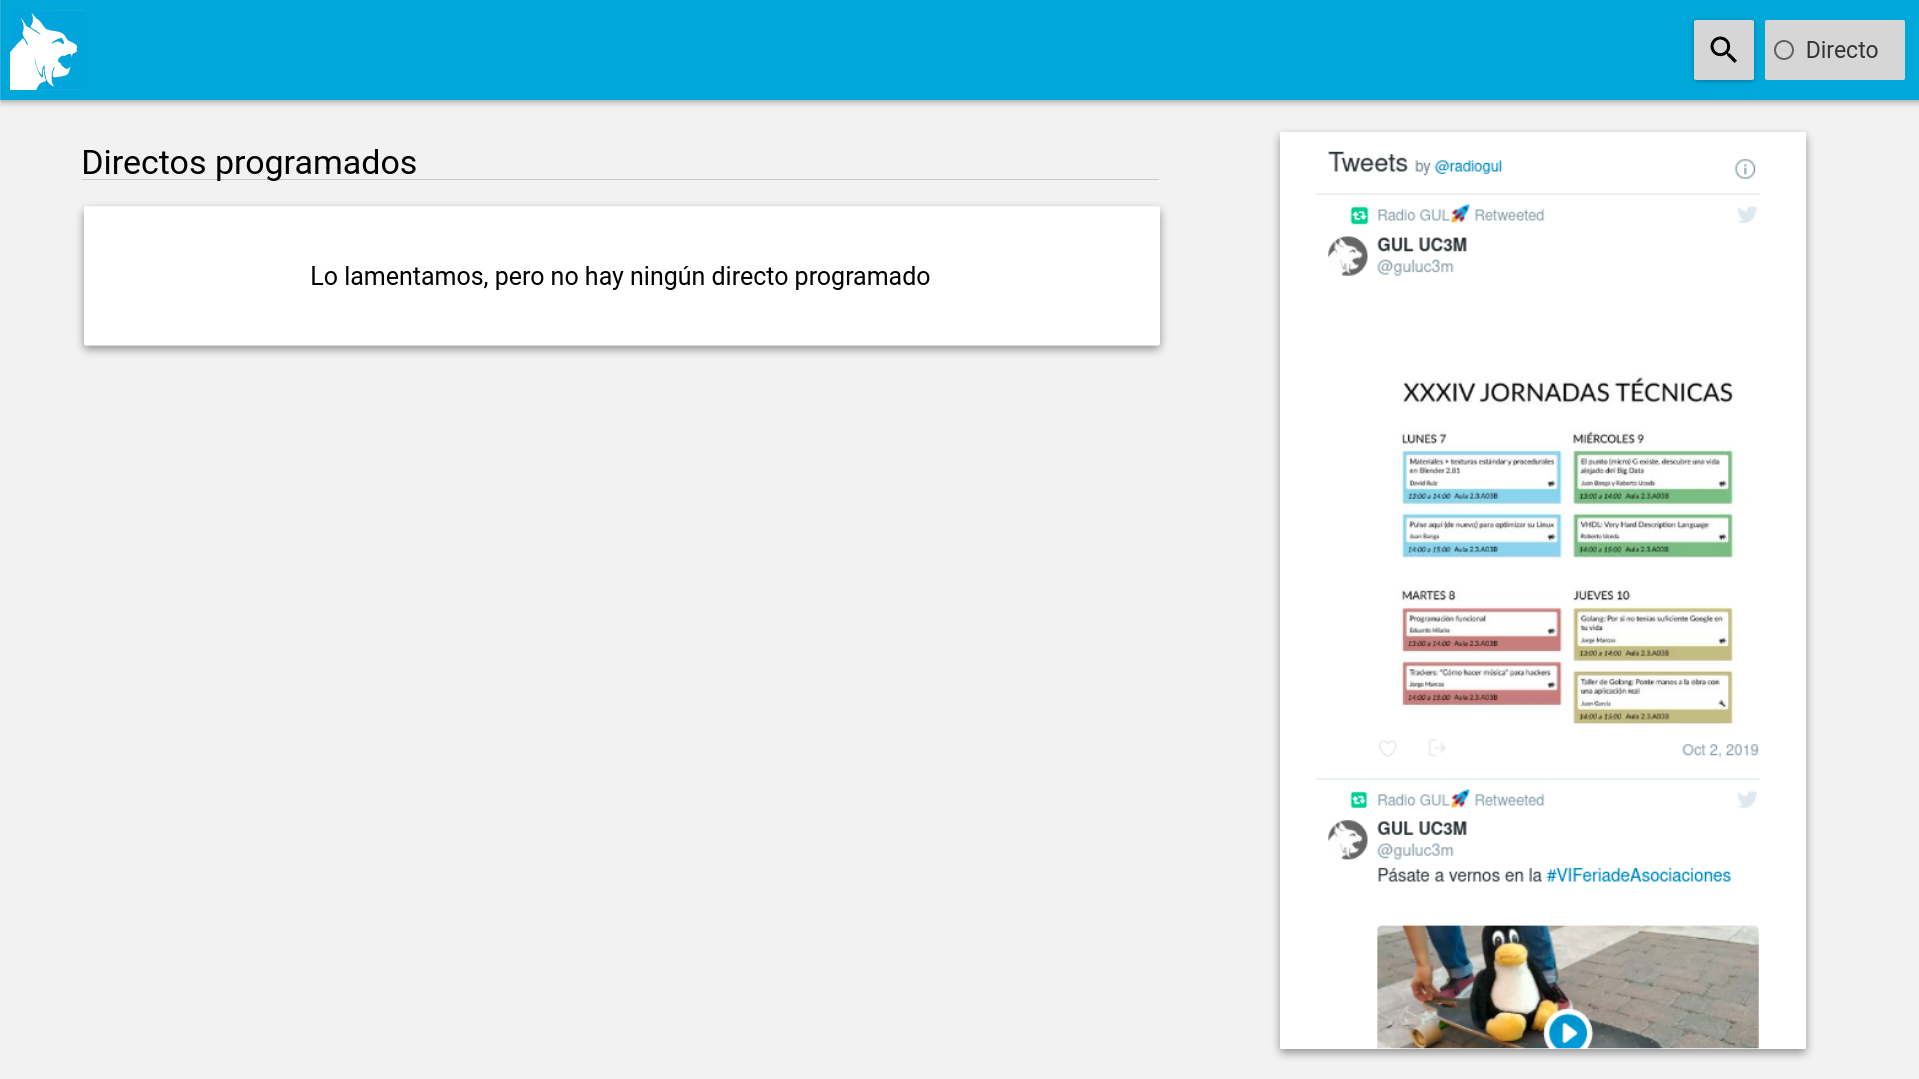 Directo
Directos programados
Lo lamentamos, pero no hay ningún directo programado
Tweets by @radiogul
Radio GUL🚀 Retweeted
GUL UC3M
@guluc3m
XXXIV JORNADAS TÉCNICAS
LUNES 7
Materiales + texturas estándar y procedurales
en Blender 2.81
David Ruiz
13:00 a 14:00 Aula 2.3.A03B
Pulse aquí (de nuevo) para optimizar su Linux
Juan Banga
14:00 a 15:00 Aula 2.3.A03B
MIÉRCOLES 9
El punto (micro) G existe, descubre una vida
alejado del Big Data
Juan Banga y Roberto Uceda
13:00 a 14:00 Aula 2.3.A03B
VHDL: Very Hard Description Language
Roberto Uceda
14:00 a 15:00 Aula 2.3.A03B
MARTES 8
Programación funcional
Eduardo Hilario
13:00 a 14:00 Aula 2.3.A03B
Trackers: "Cómo hacer música" para hackers
Jorge Marcos
14:00 a 15:00 Aula 2.3.A03B
JUEVES 10
Golang: Por si no tenías suficiente Google en
tu vida
Jorge Marcos
13:00 a 14:00 Aula 2.3.A03B
Taller de Golang: Ponte manos a la obra con
una aplicación real
Juan García
14:00 a 15:00 Aula 2.3.A03B
Oct 2, 2019
Radio GUL🚀 Retweeted
GUL UC3M
@guluc3m
Pásate a vernos en la #VIFeriadeAsociaciones